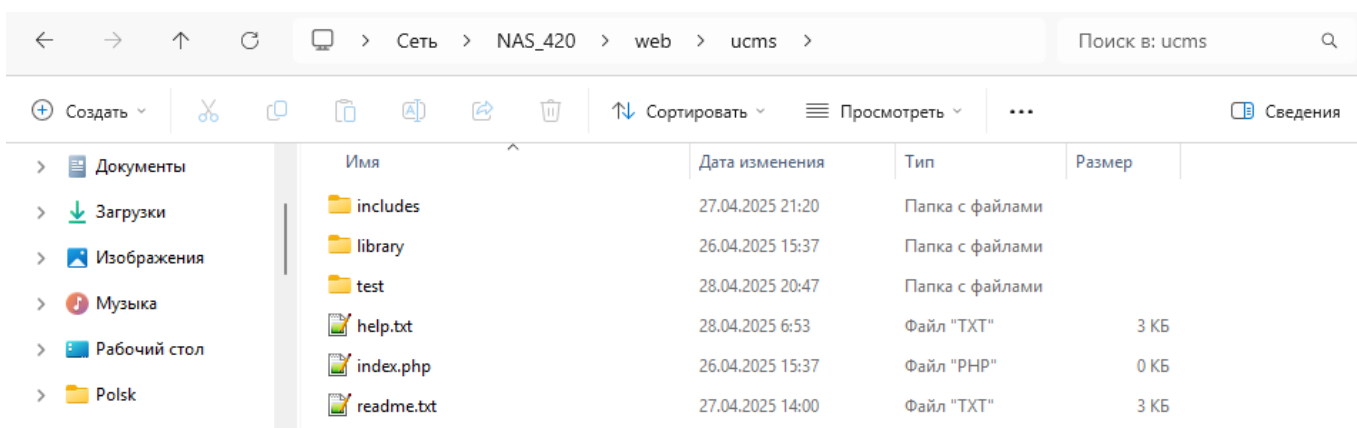 Сеть > NAS_420 > web > ucms > Поиск в: ucms
Создать Сортировать Просмотреть ... Сведения
Имя Дата изменения Тип Размер
Документы
Загрузки
Изображения
Музыка
Рабочий стол
Polsk
includes 27.04.2025 21:20 Папка с файлами
library 26.04.2025 15:37 Папка с файлами
test 28.04.2025 20:47 Папка с файлами
help.txt 28.04.2025 6:53 Файл "TXT" 3 КБ
index.php 26.04.2025 15:37 Файл "PHP" 0 КБ
readme.txt 27.04.2025 14:00 Файл "TXT" 3 КБ